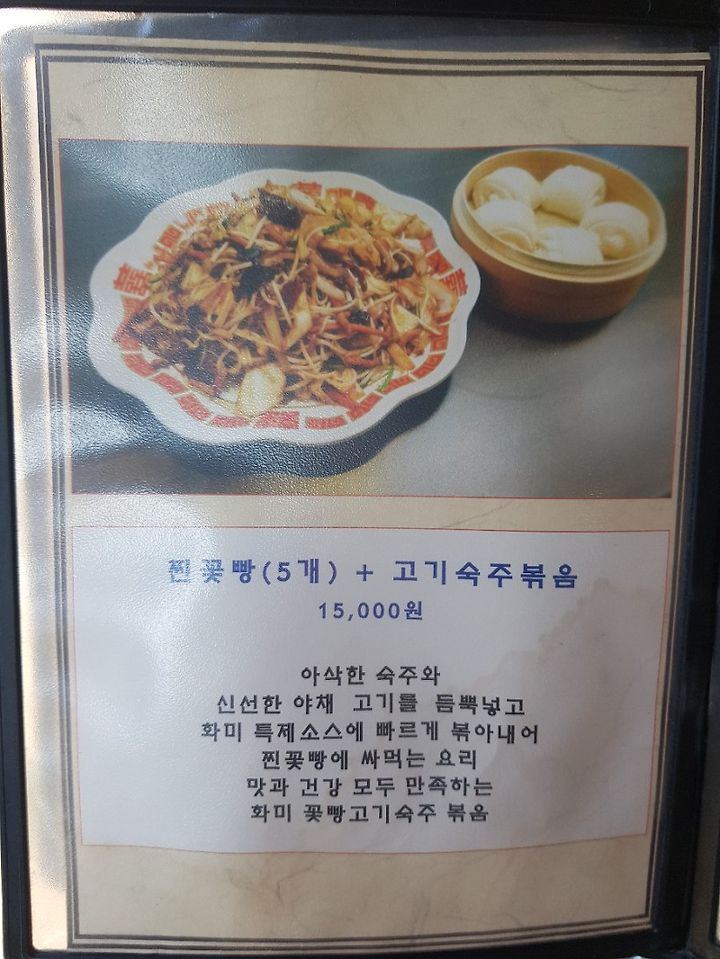 찐꽃빵(5개) + 고기숙주볶음
15,000원
아삭한 숙주와
신선한 야채 고기를 듬뿍넣고
화미 특제소스에 빠르게 볶아내어
찐꽃빵에 싸먹는 요리
맛과 건강 모두 만족하는
화미 꽃빵고기숙주 볶음